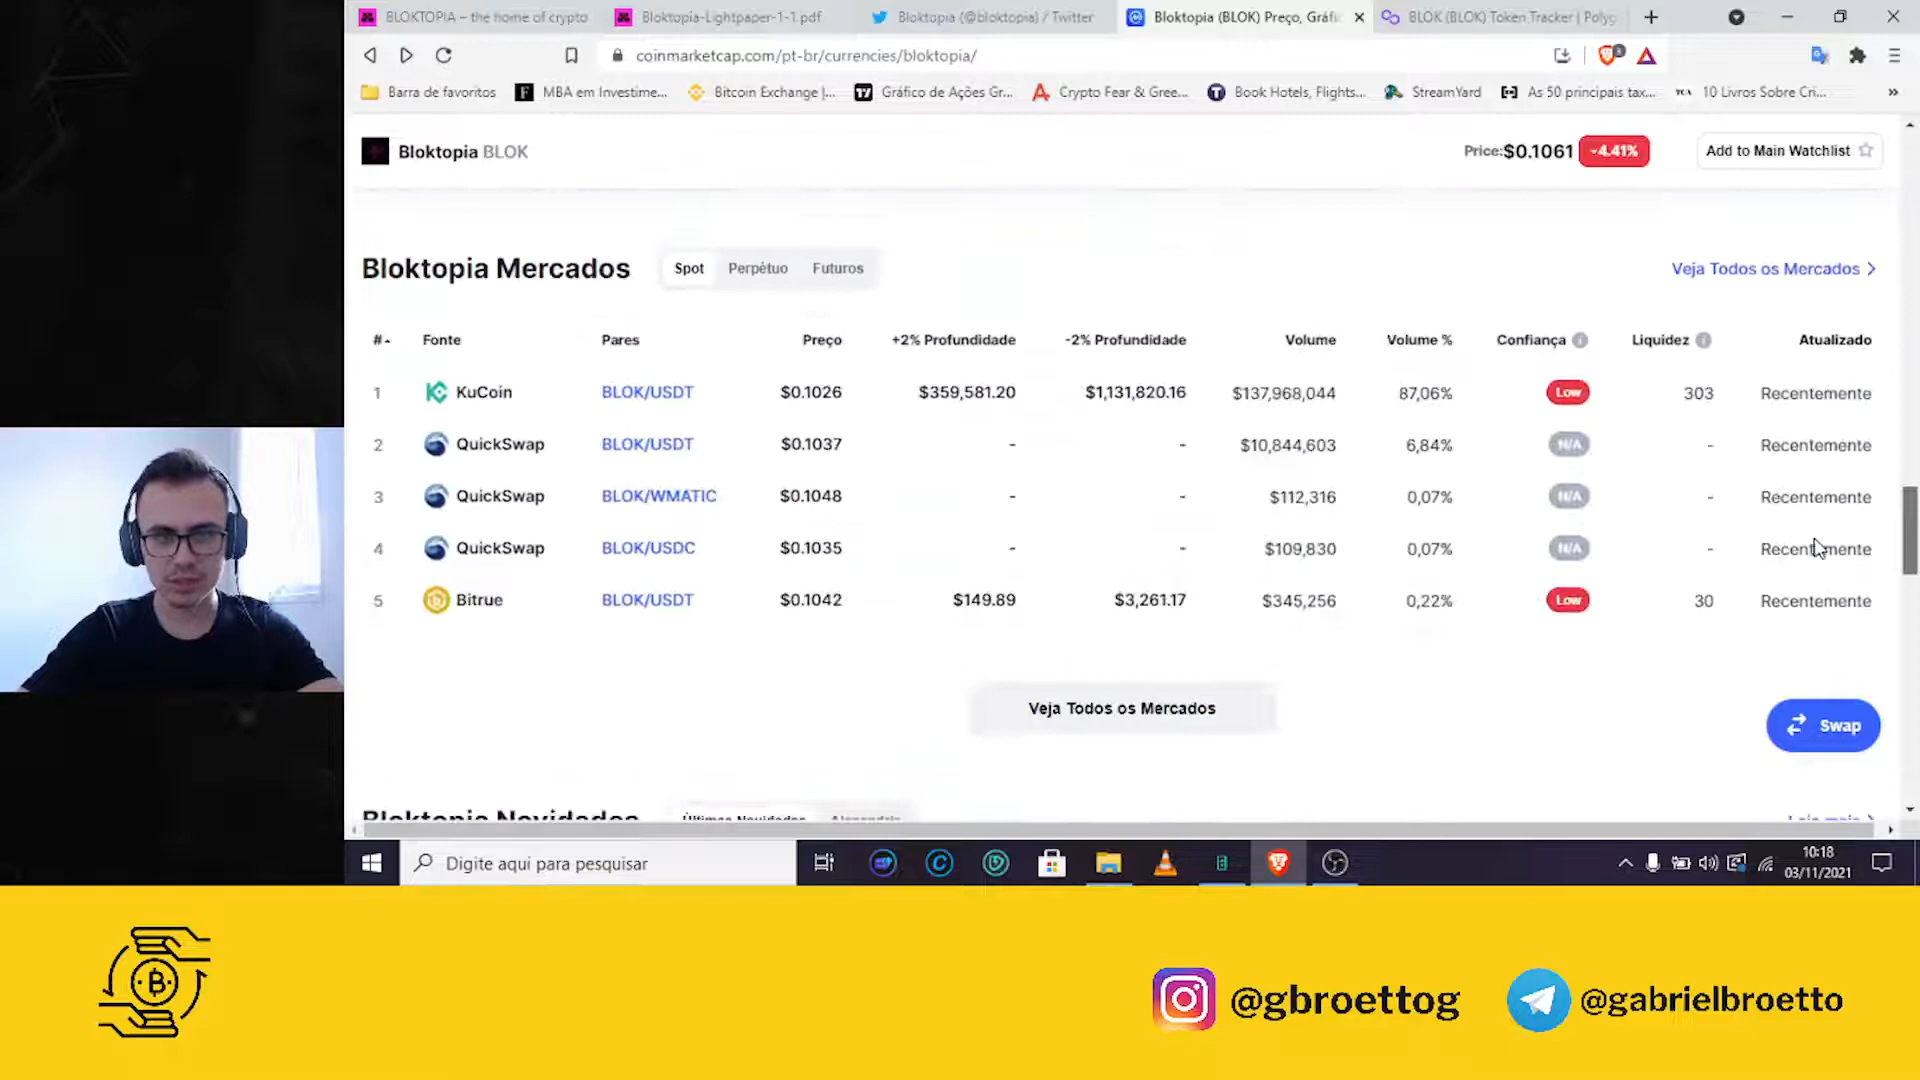 BLOKTOPIA – the home of crypto
Bloktopia-Lightpaper-1-1.pdf
Bloktopia (@bloktopia) / Twitter
Bloktopia (BLOK) Preço, Gráfi
BLOK (BLOK) Token Tracker | Polyg
coinmarketcap.com/pt-br/currencies/bloktopia/
Barra de favoritos
MBA em Investime...
Bitcoin Exchange |...
Gráfico de Ações Gr...
Crypto Fear & Gree...
Book Hotels, Flights...
StreamYard
As 50 principais tax...
10 Livros Sobre Cri...
Bloktopia BLOK
Price:$0.1061 -4.41%
Add to Main Watchlist
Bloktopia Mercados
Spot Perpétuo Futuros
Veja Todos os Mercados
# Fonte Pares Preço +2% Profundidade -2% Profundidade Volume Volume % Confiança Liquidez Atualizado
1 KuCoin BLOK/USDT $0.1026 $359,581.20 $1,131,820.16 $137,968,044 87,06% Low 303 Recentemente
2 QuickSwap BLOK/USDT $0.1037 - - $10,844,603 6,84% N/A - Recentemente
3 QuickSwap BLOK/WMATIC $0.1048 - - $112,316 0,07% N/A - Recentemente
4 QuickSwap BLOK/USDC $0.1035 - - $109,830 0,07% N/A - Recentemente
5 Bitrue BLOK/USDT $0.1042 $149.89 $3,261.17 $345,256 0,22% Low 30 Recentemente
Veja Todos os Mercados
Swap
Bloktopia Novidades
Últimas Novidades
Leia mais
Digite aqui para pesquisar
10:18
03/11/2021
@gbroettog
@gabrielbroetto